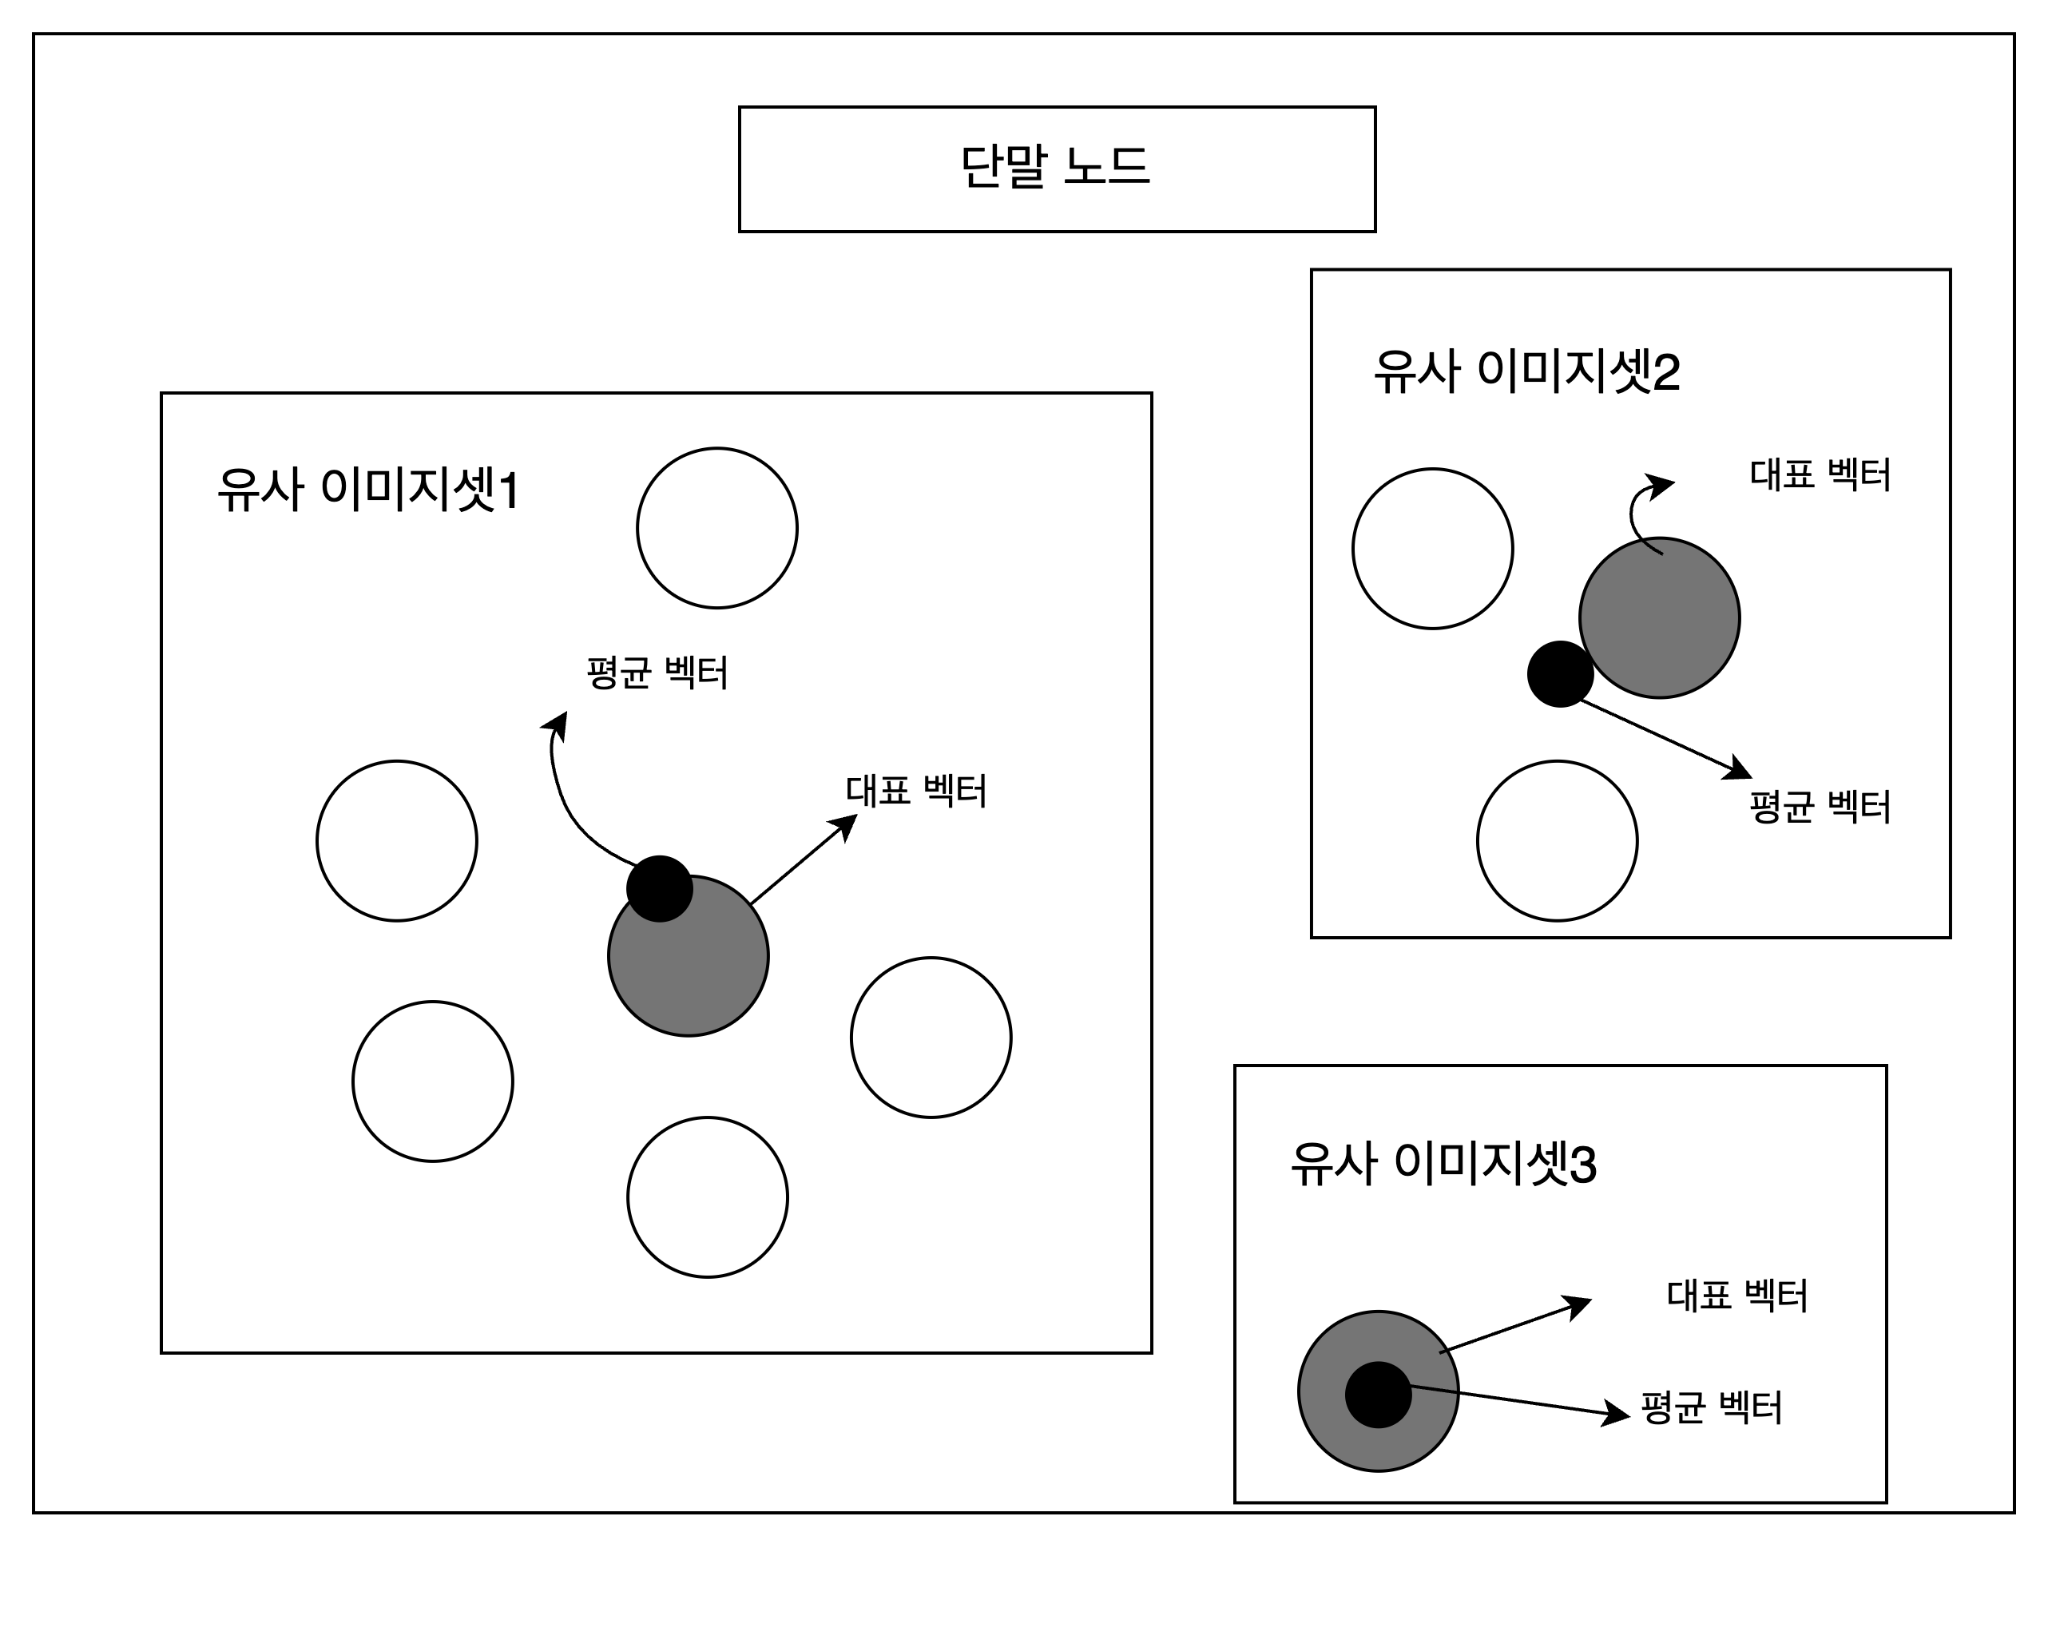 단말 노드
유사 이미지셋1
평균 벡터
대표 벡터
유사 이미지셋2
대표 벡터
평균 벡터
유사 이미지셋3
대표 벡터
평균 벡터